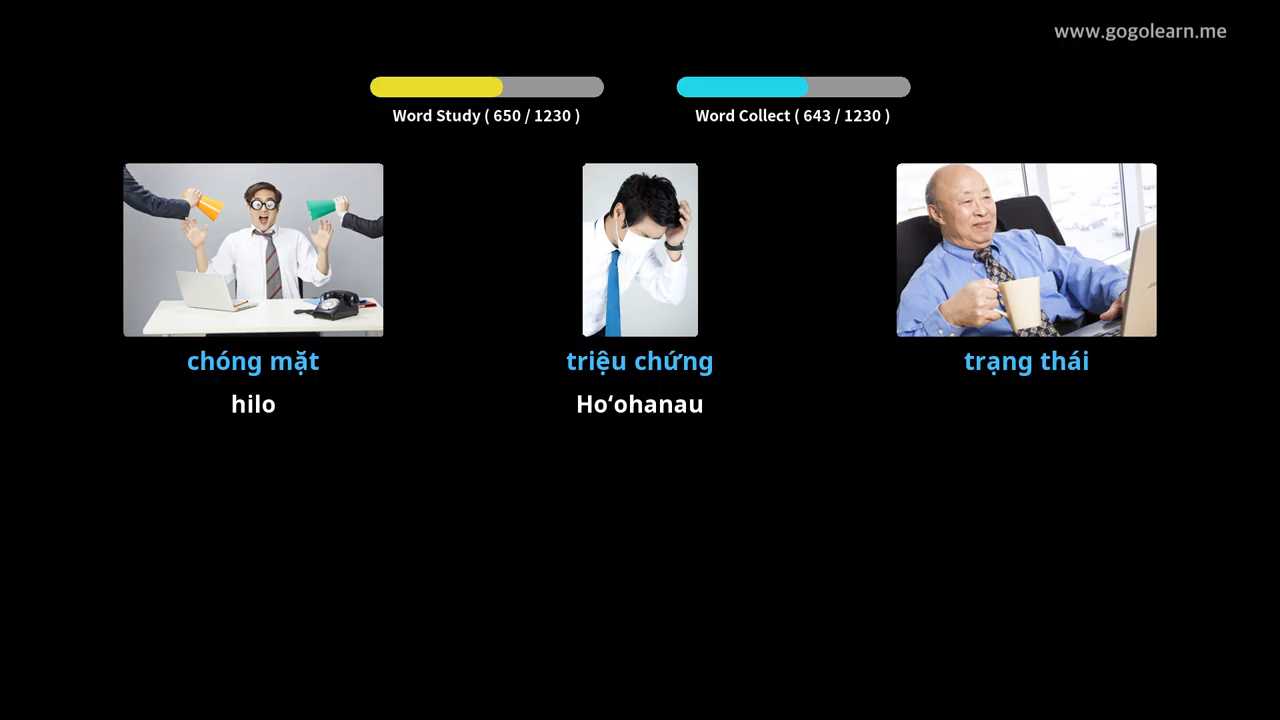 www.gogolearn.me
Word Study ( 650 / 1230 )
Word Collect ( 643 / 1230 )
chóng mặt
triệu chứng
trạng thái
hilo
Hoʻohanau